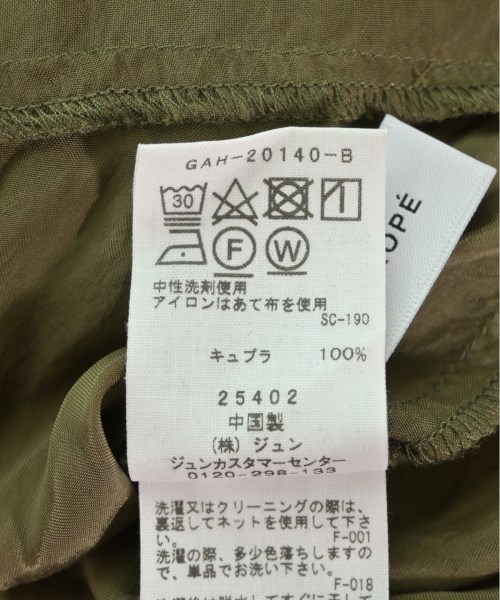 GAH-20140-B
30
F W
中性洗剤使用
アイロンはあて布を使用
SC-190
キュプラ 100%
25402
中国製
(株) ジュン
ジュンカスタマーセンター
0120-298-133
洗濯又はクリーニングの際は、
裏返してネットを使用して下さ
い。 F-001
洗濯の際、多少色落ちしますの
で、単品でお洗い下さい。
F-018
OPÉ